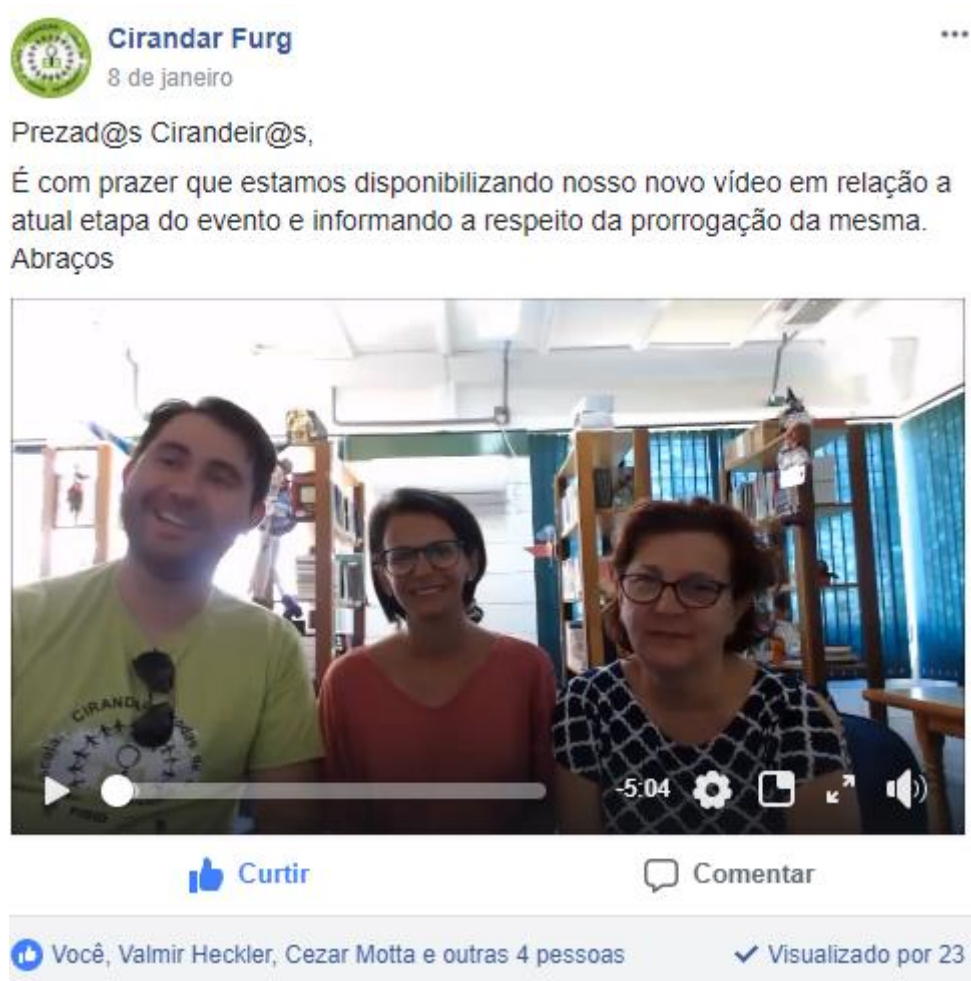 Cirandar Furg
8 de janeiro
Prezad@s Cirandeir@s,
É com prazer que estamos disponibilizando nosso novo vídeo em relação a
atual etapa do evento e informando a respeito da prorrogação da mesma.
Abraços
CIRANDA
-5:04
Curtir
Comentar
Você, Valmir Heckler, Cezar Motta e outras 4 pessoas
Visualizado por 23